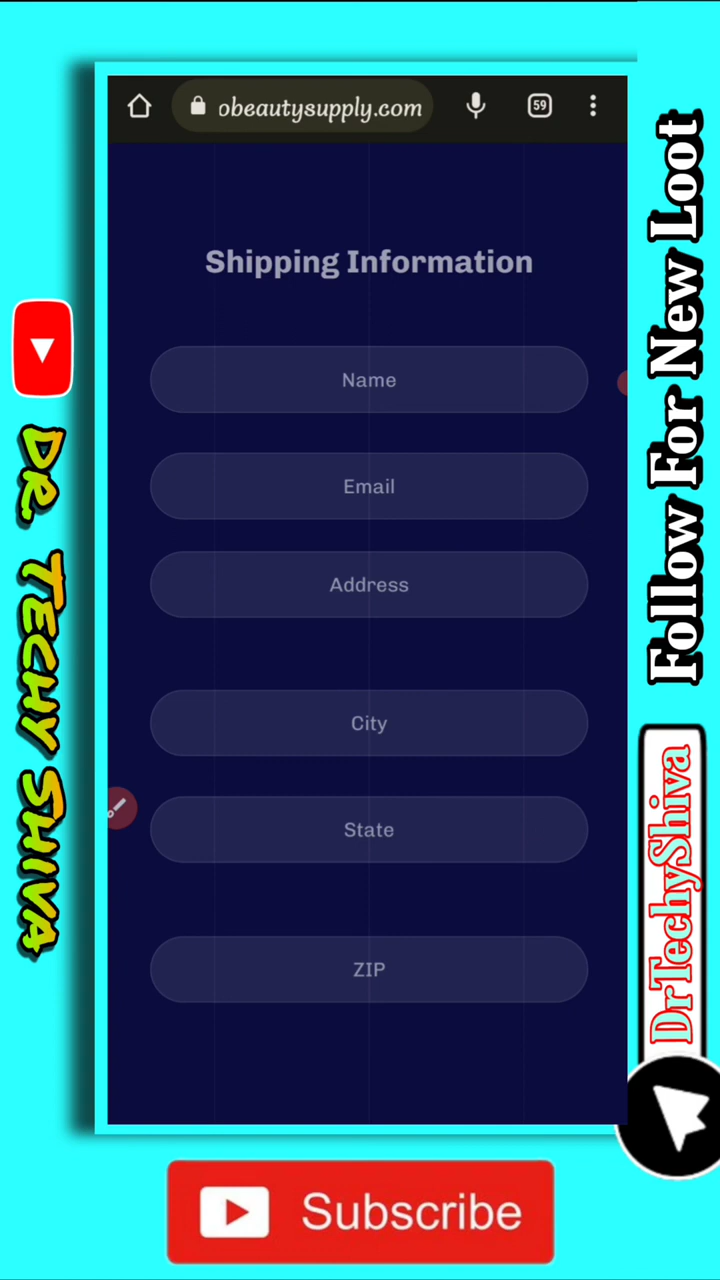 obeautysupply.com
59
Shipping Information
Name
Email
Address
City
State
ZIP
DR. TECHY SHIVA
Follow For New Loot
DrTechyShiva
Subscribe